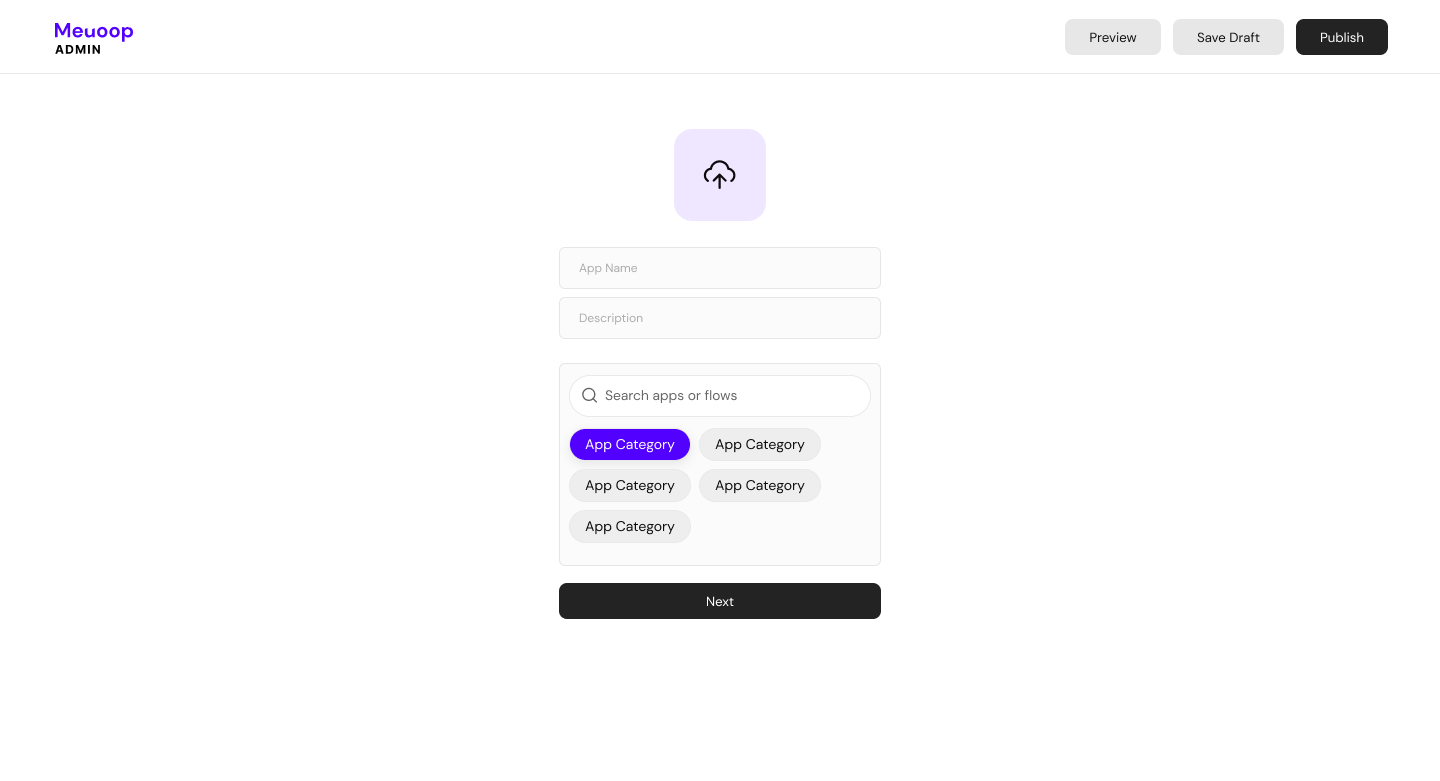 Meuoop
ADMIN
Preview
Save Draft
Publish
App Name
Description
Search apps or flows
App Category
App Category
App Category
App Category
App Category
Next